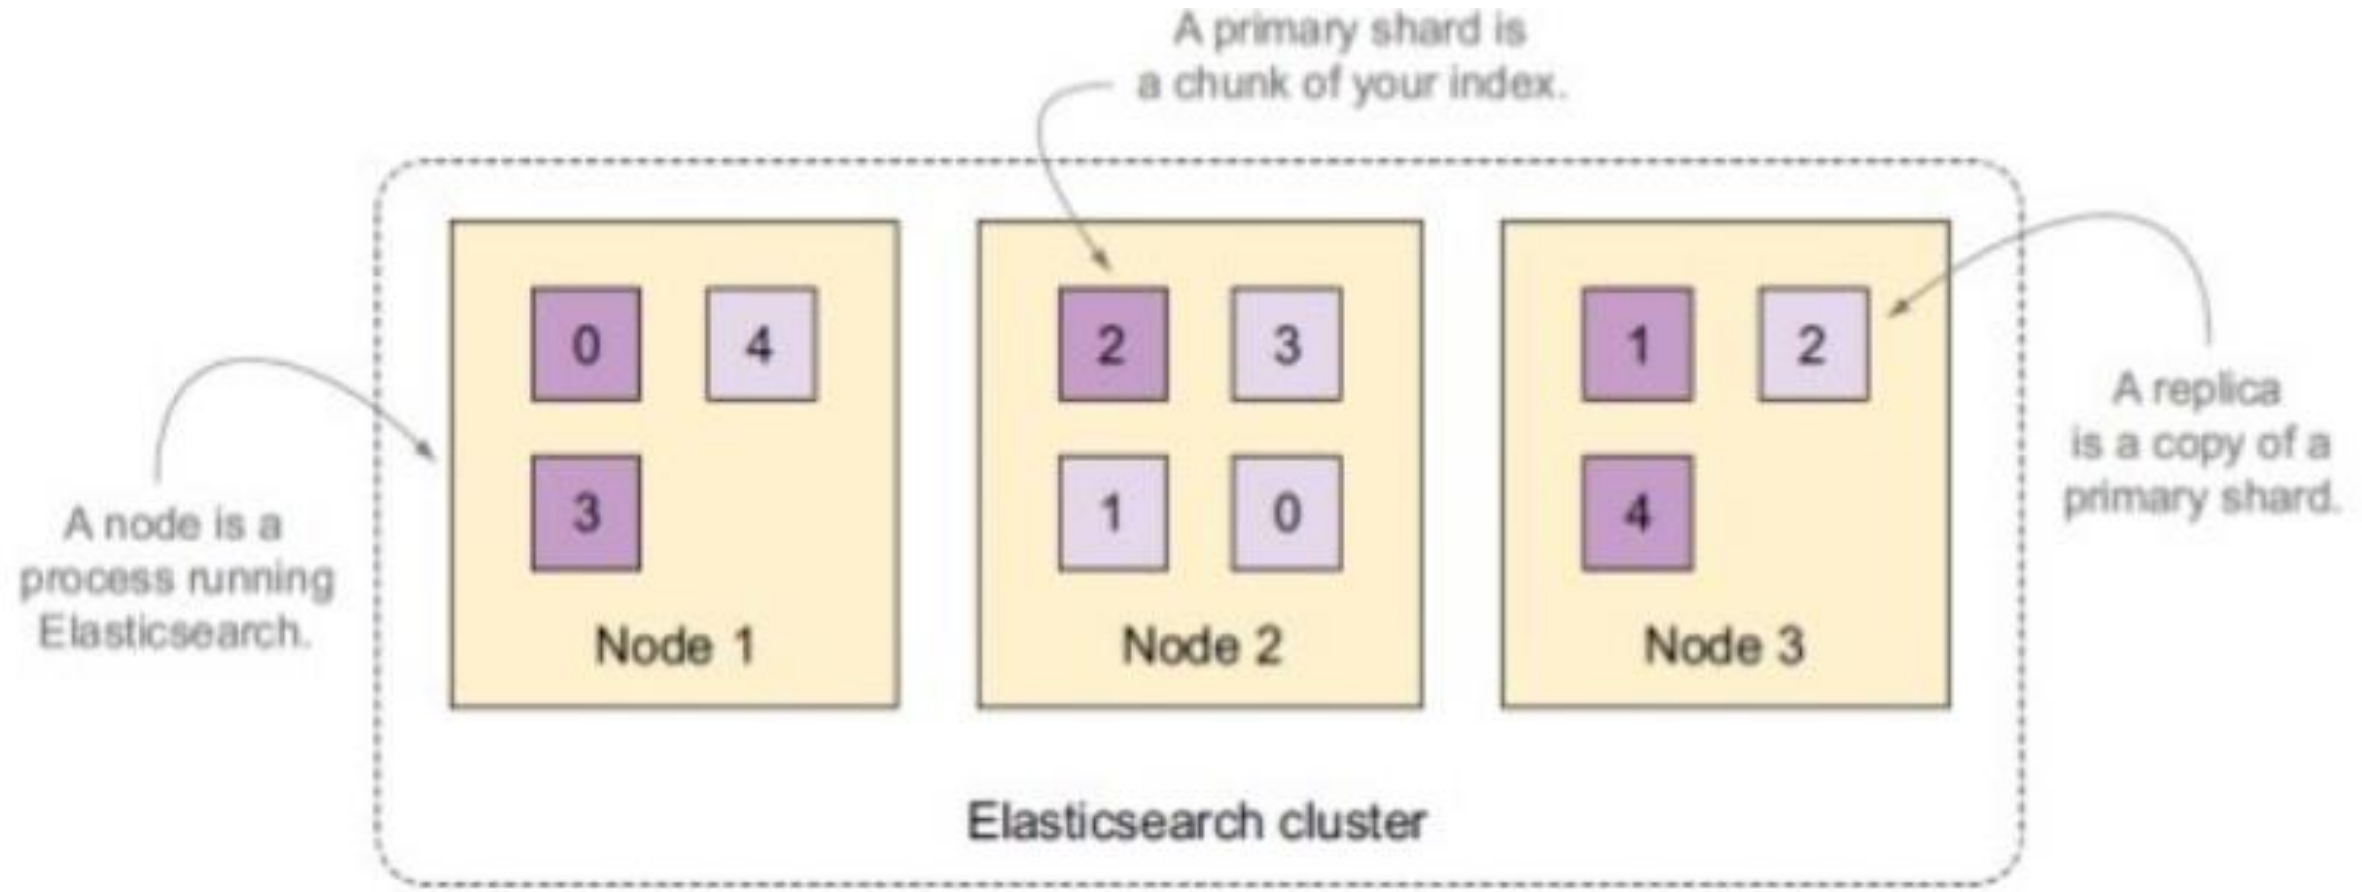 A primary shard is
a chunk of your index.
0
4
3
Node 1
2
3
1
0
Node 2
1
2
4
Node 3
A node is a
process running
Elasticsearch.
A replica
is a copy of a
primary shard.
Elasticsearch cluster